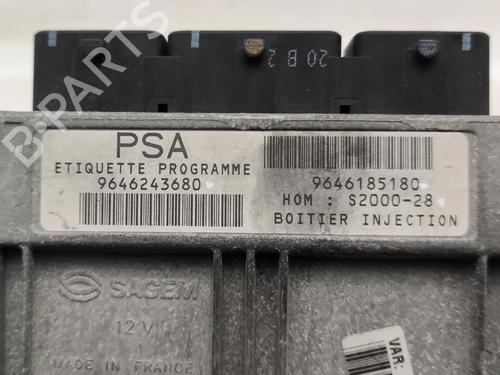 20 B 2
PSA
ETIQUETTE PROGRAMME
9646243680
9646185180
HOM : S2000-28
BOITIER INJECTION
SAGEM
12 V
MADE IN FRANCE
VAR:
B-PARTS